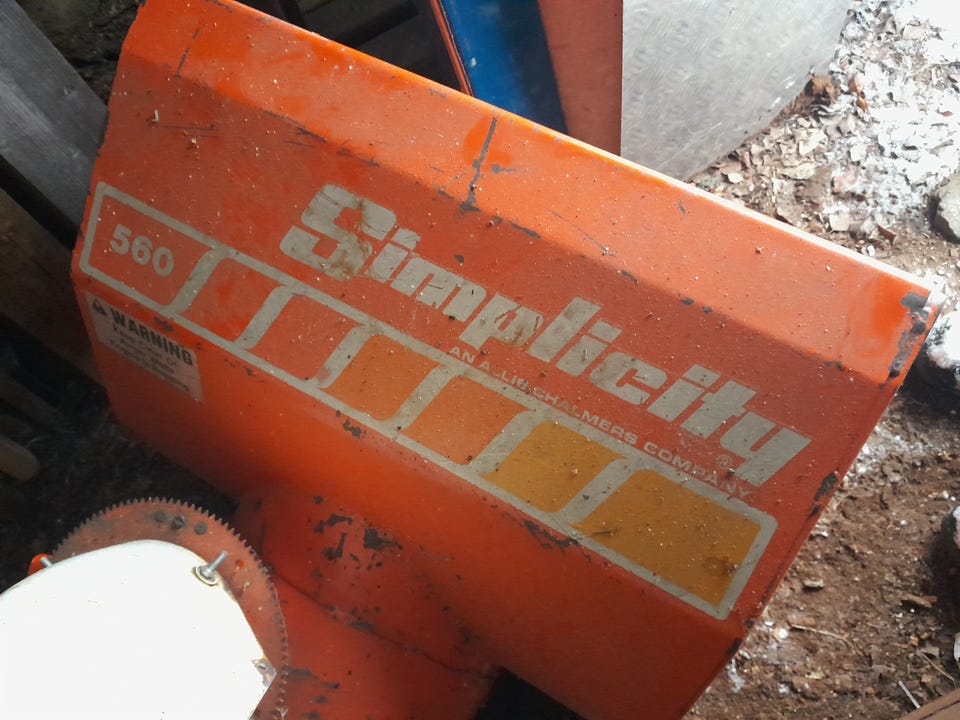 560
Simplicity®
AN ALLIS-CHALMERS COMPANY
WARNING